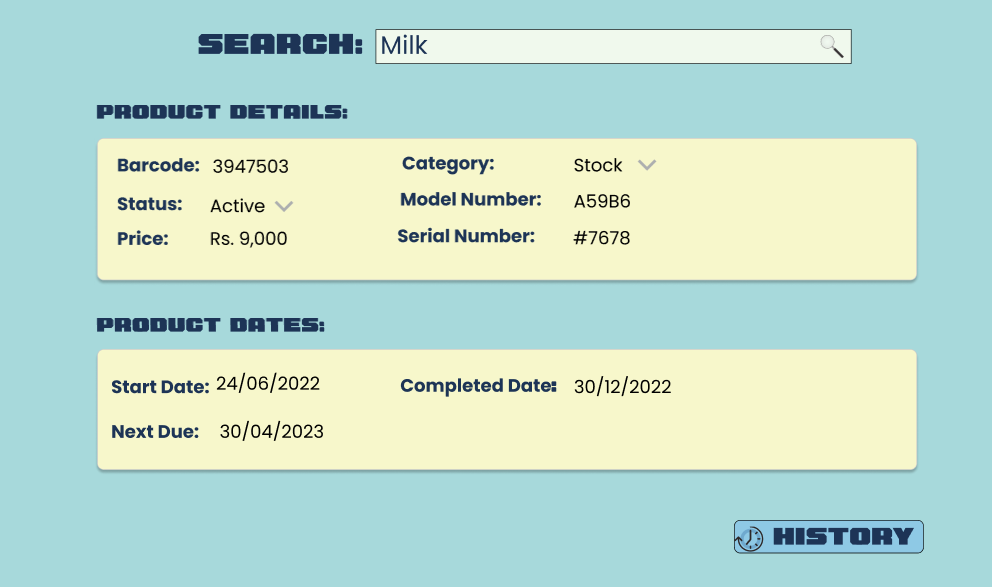 SEARCH: Milk
PRODUCT DETAILS:
Barcode: 3947503 Category: Stock
Status: Active Model Number: A59B6
Price: Rs. 9,000 Serial Number: #7678
PRODUCT DATES:
Start Date: 24/06/2022 Completed Date: 30/12/2022
Next Due: 30/04/2023
HISTORY